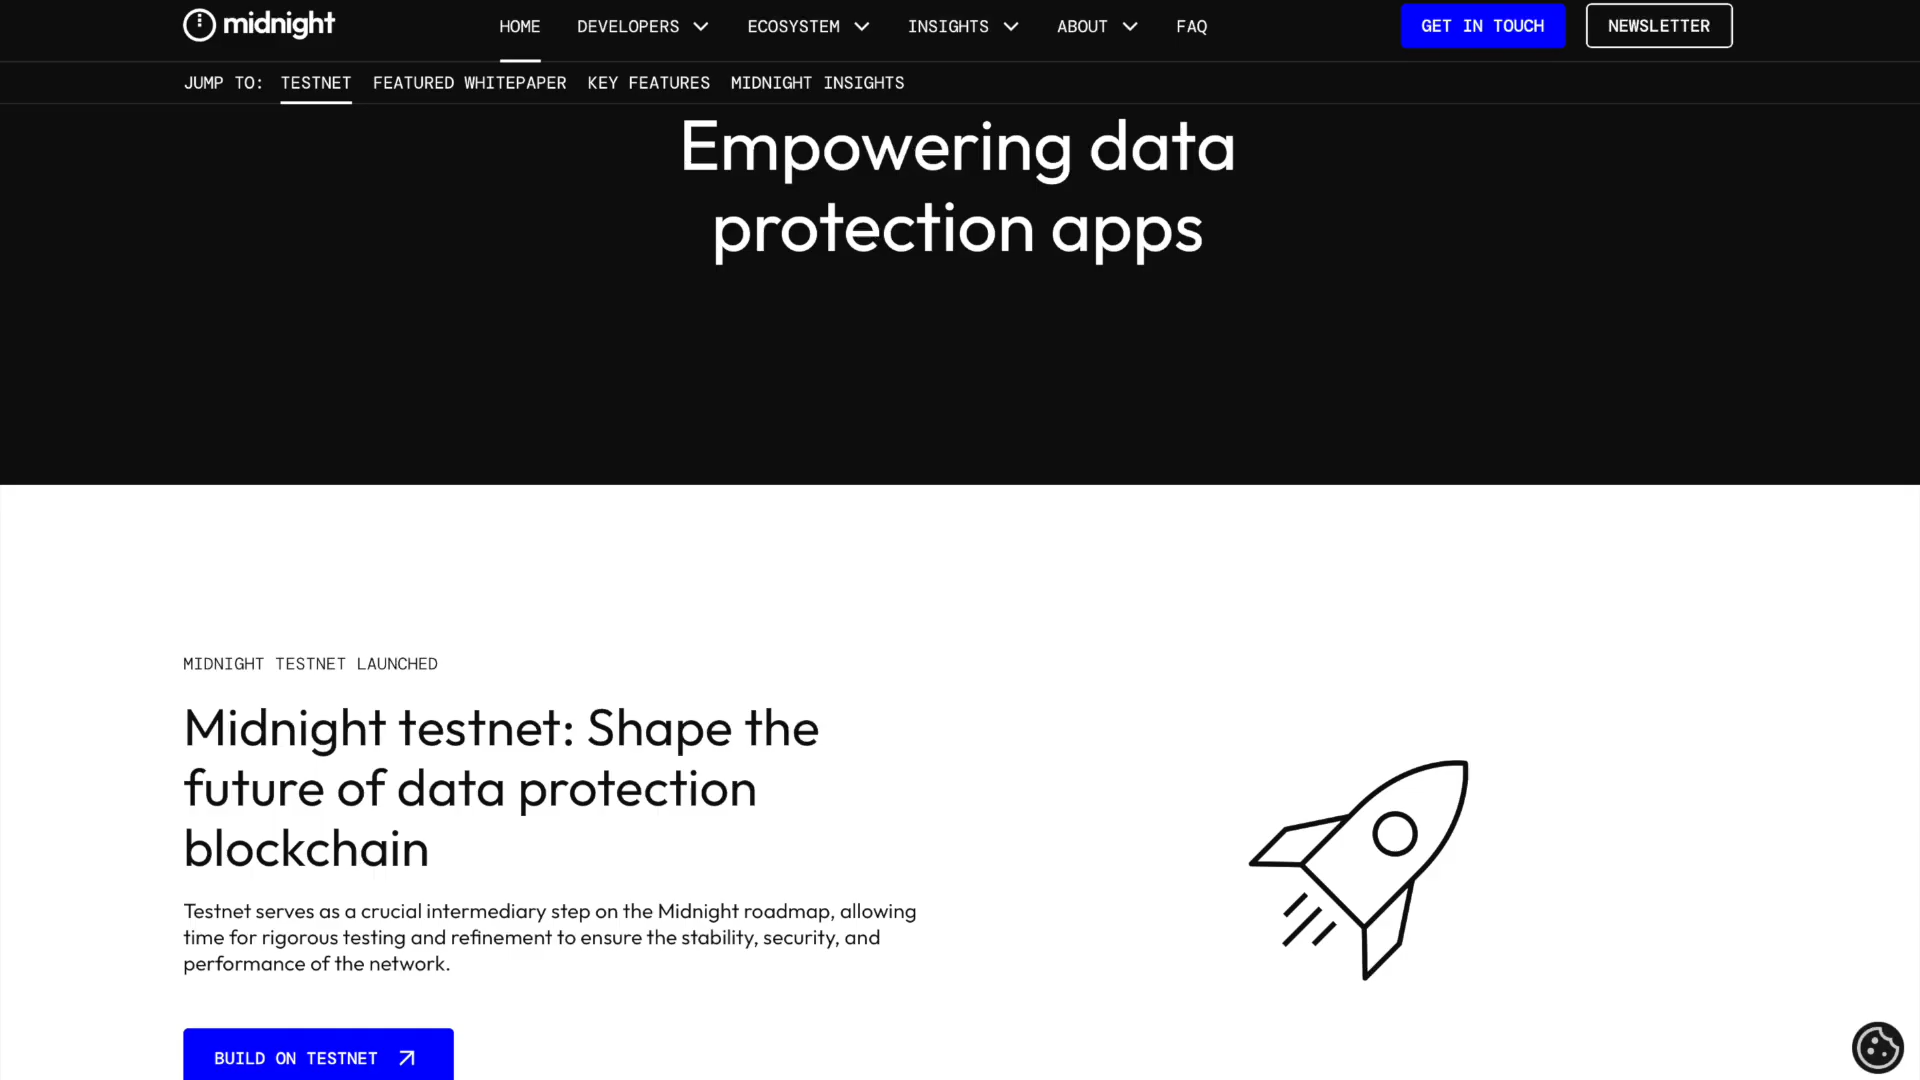 midnight
HOME DEVELOPERS ECOSYSTEM INSIGHTS ABOUT FAQ GET IN TOUCH NEWSLETTER
JUMP TO: TESTNET FEATURED WHITEPAPER KEY FEATURES MIDNIGHT INSIGHTS
Empowering data
protection apps
MIDNIGHT TESTNET LAUNCHED
Midnight testnet: Shape the
future of data protection
blockchain
Testnet serves as a crucial intermediary step on the Midnight roadmap, allowing
time for rigorous testing and refinement to ensure the stability, security, and
performance of the network.
BUILD ON TESTNET